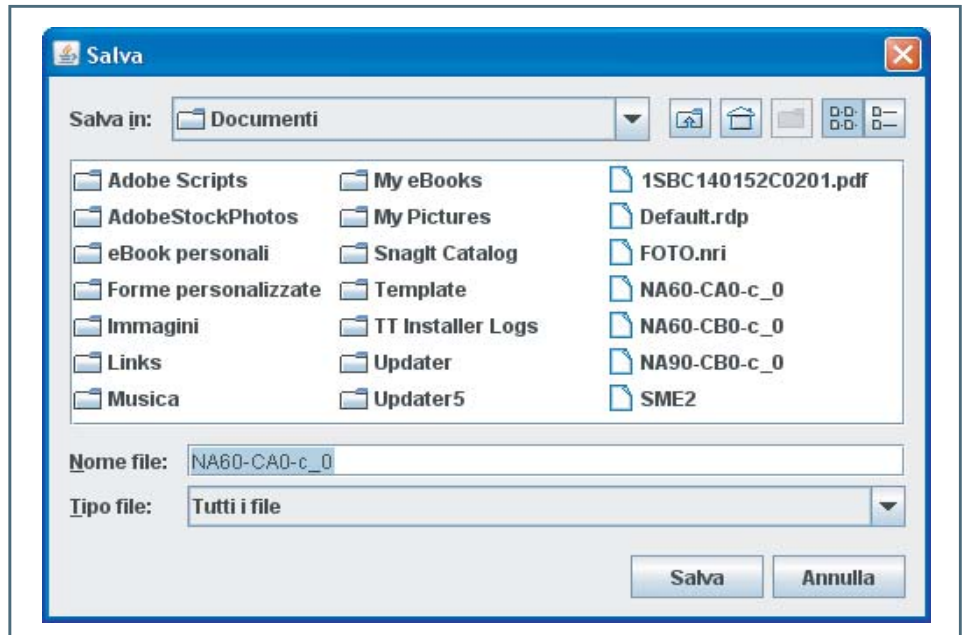 Salva
Salva in: Documenti
Adobe Scripts
AdobeStockPhotos
eBook personali
Forme personalizzate
Immagini
Links
Musica
My eBooks
My Pictures
SnagIt Catalog
Template
TT Installer Logs
Updater
Updater5
1SBC140152C0201.pdf
Default.rdp
FOTO.nri
NA60-CA0-c_0
NA60-CB0-c_0
NA90-CB0-c_0
SME2
Nome file: NA60-CA0-c_0
Tipo file: Tutti i file
Salva Annulla